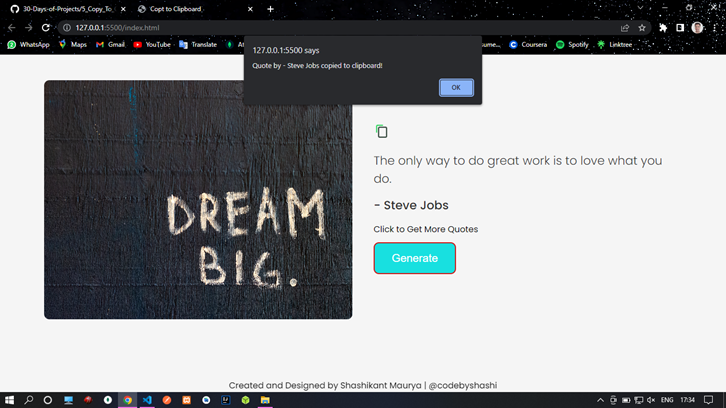 30-Days-of-Projects/5_Copy_To_
Copt to Clipboard
127.0.0.1:5500/index.html
WhatsApp
Maps
Gmail
YouTube
Translate
Coursera
Spotify
Linktree
127.0.0.1:5500 says
Quote by - Steve Jobs copied to clipboard!
OK
DREAM
BIG.
The only way to do great work is to love what you
do.
- Steve Jobs
Click to Get More Quotes
Generate
Created and Designed by Shashikant Maurya | @codebyshashi
ENG
17:34